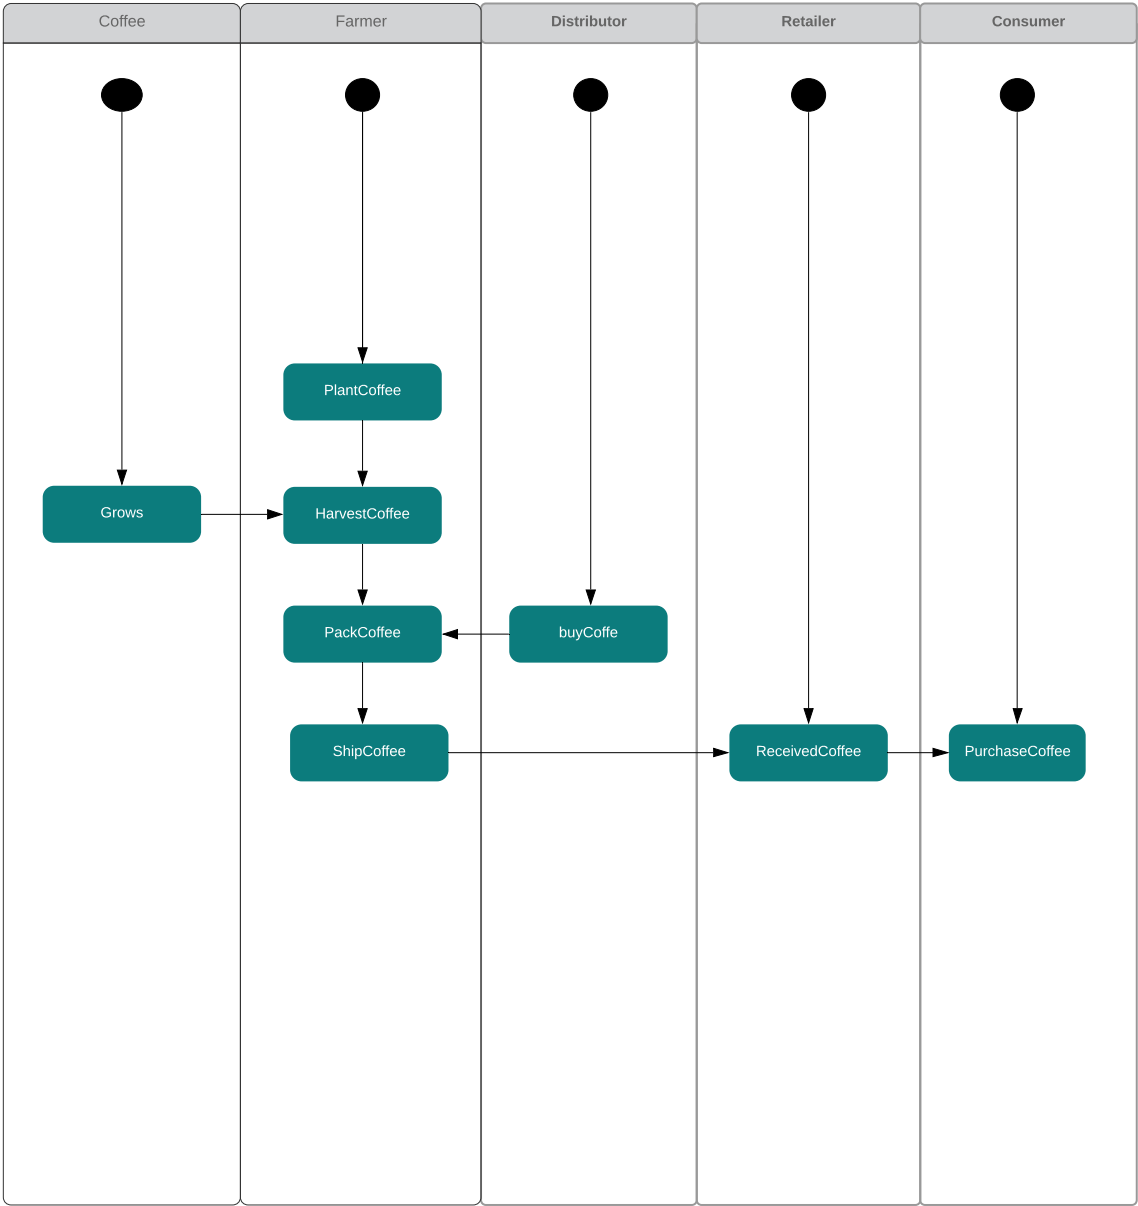 Coffee
Farmer
Distributor
Retailer
Consumer
PlantCoffee
Grows
HarvestCoffee
PackCoffee
buyCoffe
ShipCoffee
ReceivedCoffee
PurchaseCoffee